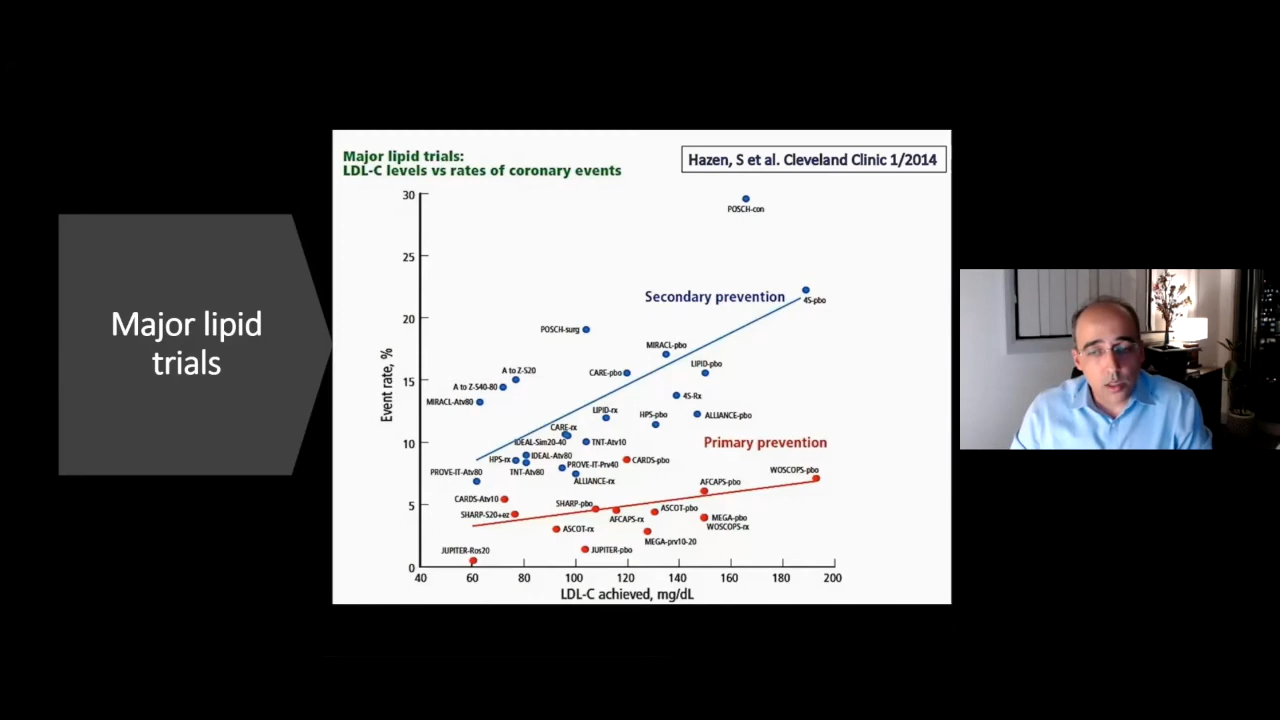 Major lipid
trials
Major lipid trials:
LDL-C levels vs rates of coronary events
Hazen, S et al. Cleveland Clinic 1/2014
30
25
20
15
10
5
0
Event rate, %
POSCH-con
Secondary prevention
4S-pbo
POSCH-surg
MIRACL-pbo
A to Z-S20
CARE-pbo
LIPID-pbo
A to Z-S40-80
MIRACL-Atv80
4S-Rx
LIPID-rx
HPS-pbo
ALLIANCE-pbo
CARE-rx
IDEAL-Sim20-40
TNT-Atv10
Primary prevention
HPS-rx
IDEAL-Atv80
PROVE-IT-Prv40
CARDS-pbo
PROVE-IT-Atv80
TNT-Atv80
ALLIANCE-rx
WOSCOPS-pbo
AFCAPS-pbo
CARDS-Atv10
SHARP-pbo
ASCOT-pbo
SHARP-S20+ez
AFCAPS-rx
MEGA-pbo
WOSCOPS-rx
ASCOT-rx
MEGA-prv10-20
JUPITER-Ros20
JUPITER-pbo
40 60 80 100 120 140 160 180 200
LDL-C achieved, mg/dL